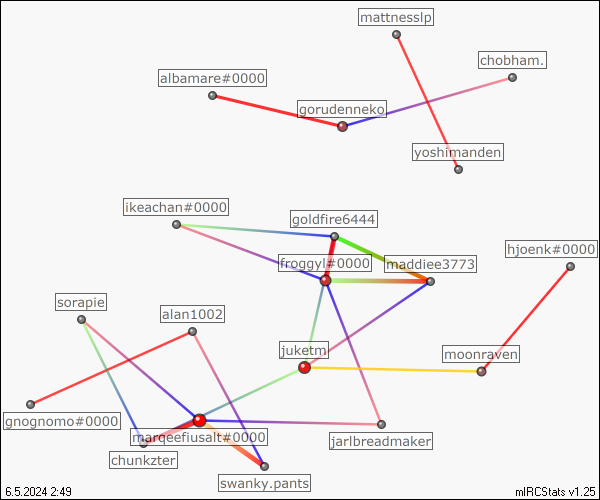 mattnesslp
chobham.
albamare#0000
gorudenneko
yoshimanden
ikeachan#0000
goldfire6444
hjoenk#0000
froggyl#0000
maddiee3773
sorapie
alan1002
juketm
moonraven
gnognomo#0000
marqeefiusalt#0000
jarlbreadmaker
chunkzter
swanky.pants
6.5.2024 2:49
mIRCStats v1.25